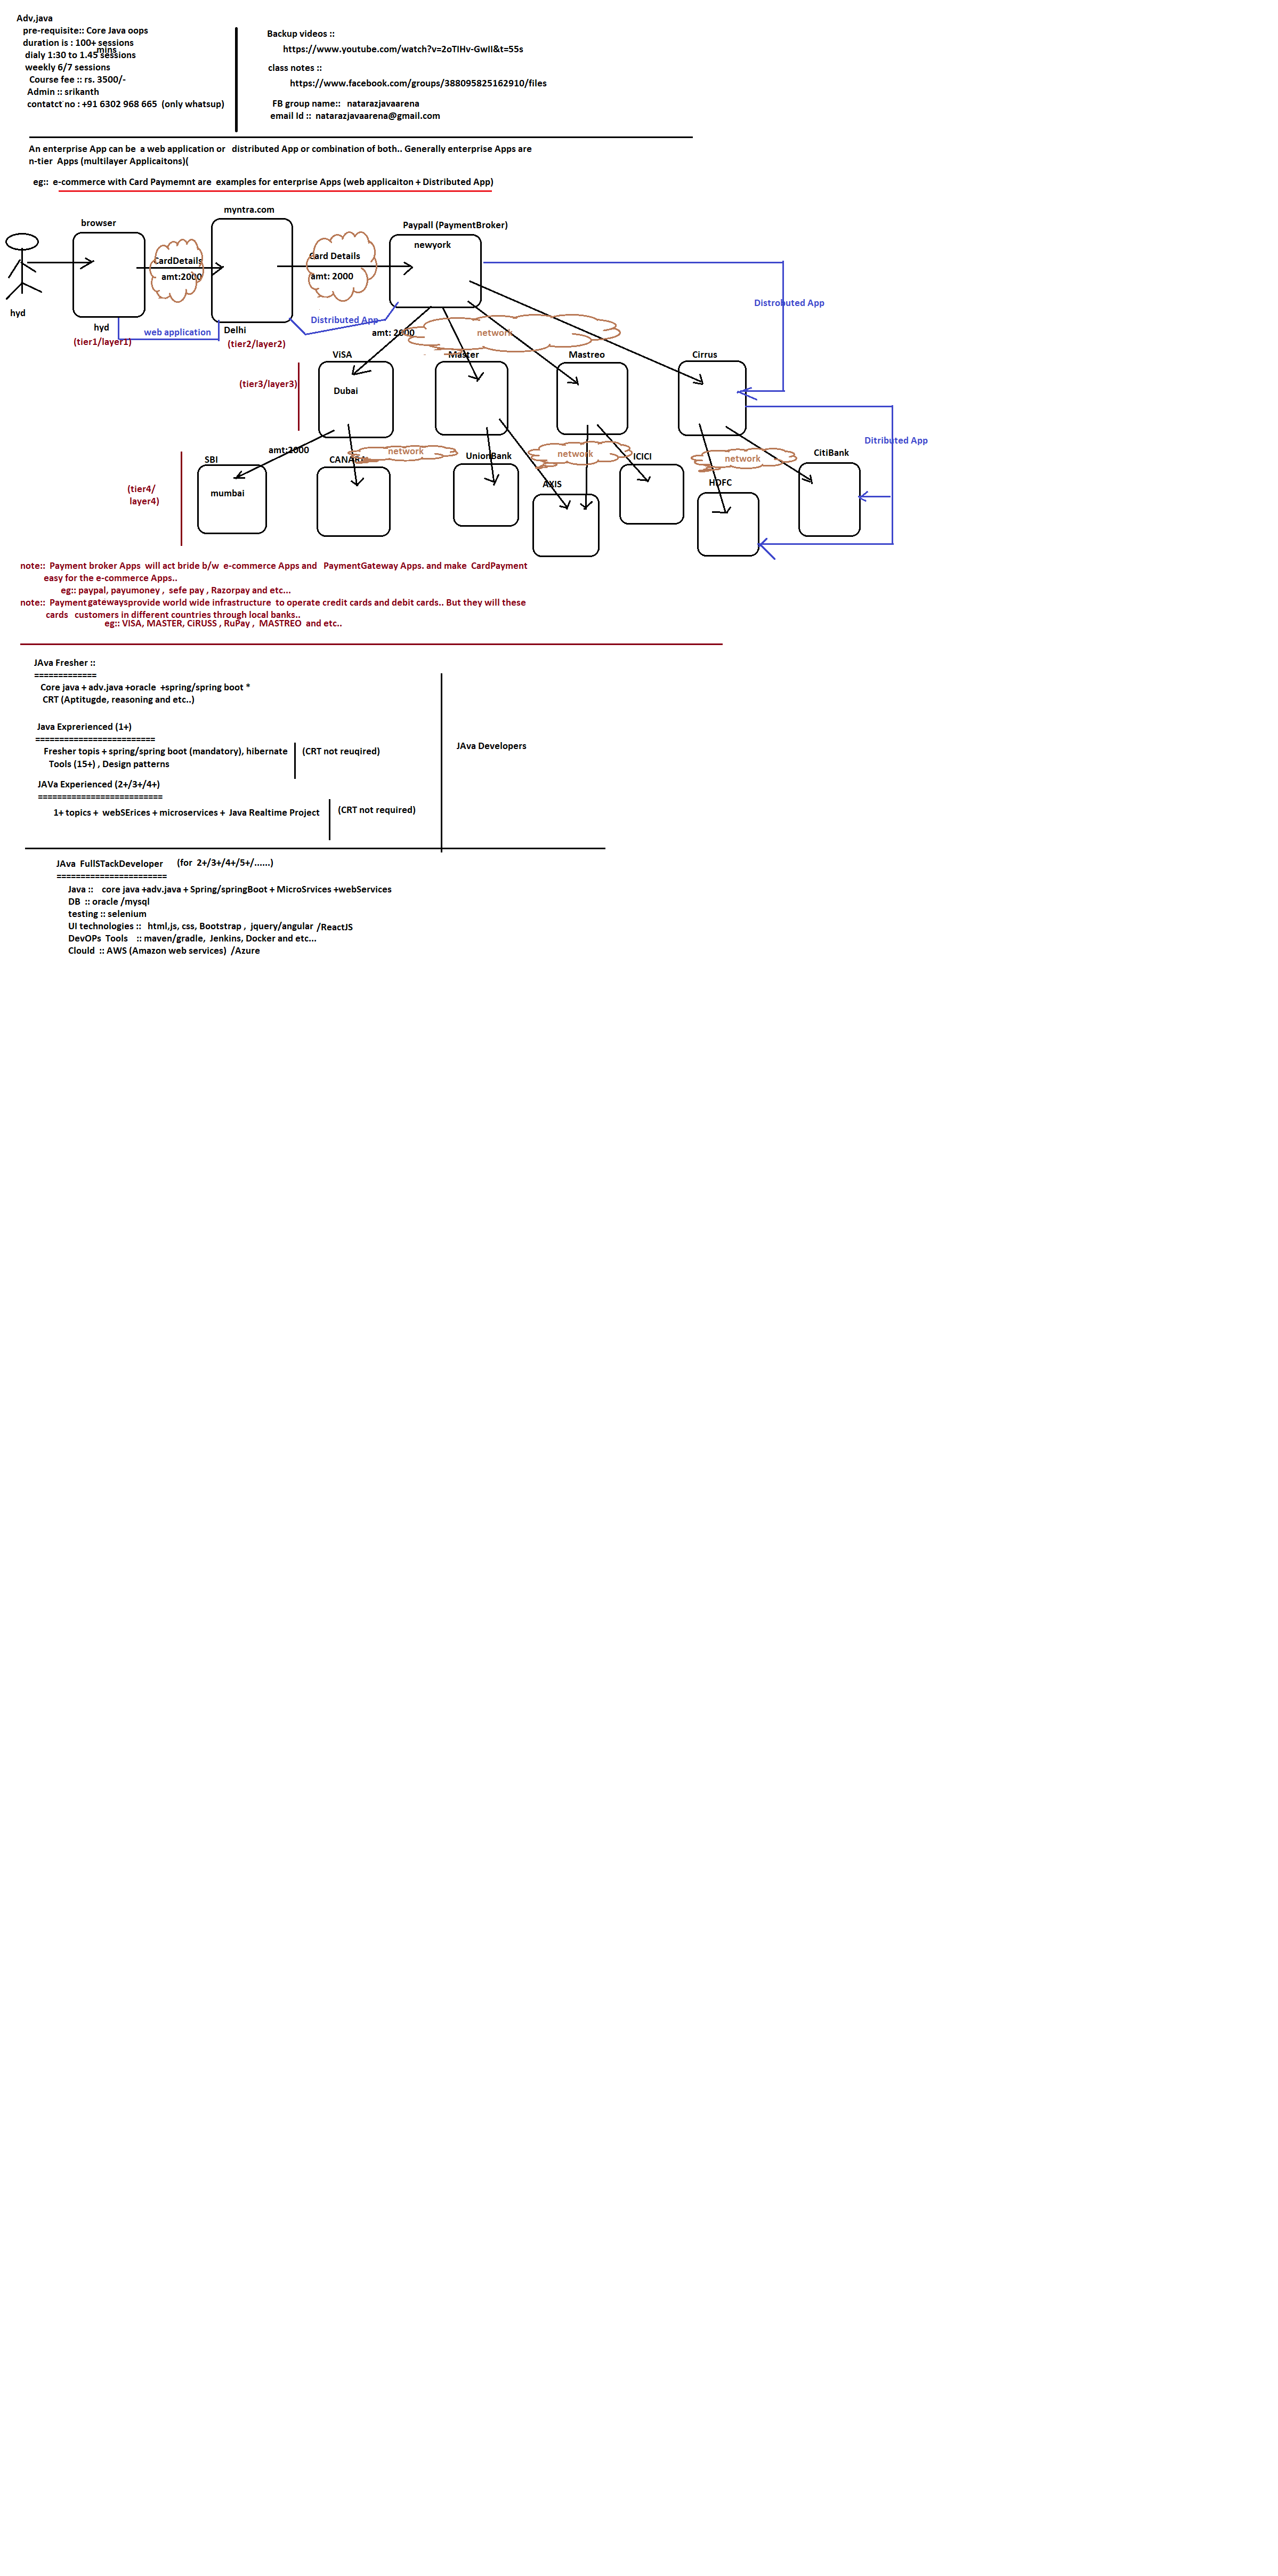 Adv,java
pre-requisite:: Core Java oops
duration is : 100+ sessions
mins
dialy 1:30 to 1.45 sessions
weekly 6/7 sessions
Course fee :: rs. 3500/-
Admin :: srikanth
contatct no : +91 6302 968 665 (only whatsup)
Backup videos ::
https://www.youtube.com/watch?v=2oTIHv-GwII&t=55s
class notes ::
https://www.facebook.com/groups/388095825162910/files
FB group name:: natarazjavaarena
email Id :: natarazjavaarena@gmail.com
An enterprise App can be a web application or distributed App or combination of both.. Generally enterprise Apps are
n-tier Apps (multilayer Applicaitons)(
eg:: e-commerce with Card Paymemnt are examples for enterprise Apps (web applicaiton + Distributed App)
myntra.com
browser
Paypall (PaymentBroker)
newyork
CardDetails
amt:2000
Card Details
amt: 2000
Distrobuted App
hyd
hyd
web application
Delhi
Distributed App
amt: 2000
network
(tier1/layer1)
(tier2/layer2)
ViSA
Master
Mastreo
Cirrus
(tier3/layer3)
Dubai
Ditributed App
amt:2000
network
network
network
SBI
CANARA
UnionBank
ICICI
CitiBank
(tier4/
layer4)
mumbai
AXIS
HDFC
note:: Payment broker Apps will act bride b/w e-commerce Apps and PaymentGateway Apps. and make CardPayment
easy for the e-commerce Apps..
eg:: paypal, payumoney , sefe pay , Razorpay and etc...
note:: Payment gateways provide world wide infrastructure to operate credit cards and debit cards.. But they will these
cards customers in different countries through local banks..
eg:: VISA, MASTER, CiRUSS , RuPay , MASTREO and etc..
JAva Fresher ::
=============
Core java + adv.java +oracle +spring/spring boot *
CRT (Aptitugde, reasoning and etc..)
Java Exprerienced (1+)
=========================
Fresher topis + spring/spring boot (mandatory), hibernate
Tools (15+) , Design patterns
(CRT not reuqired)
JAva Developers
JAVa Experienced (2+/3+/4+)
==========================
1+ topics + webSErices + microservices + Java Realtime Project
(CRT not required)
JAva FullSTackDeveloper (for 2+/3+/4+/5+/......)
=======================
Java :: core java +adv.java + Spring/springBoot + MicroSrvices +webServices
DB :: oracle /mysql
testing :: selenium
UI technologies :: html,js, css, Bootstrap , jquery/angular /ReactJS
DevOPs Tools :: maven/gradle, Jenkins, Docker and etc...
Clould :: AWS (Amazon web services) /Azure